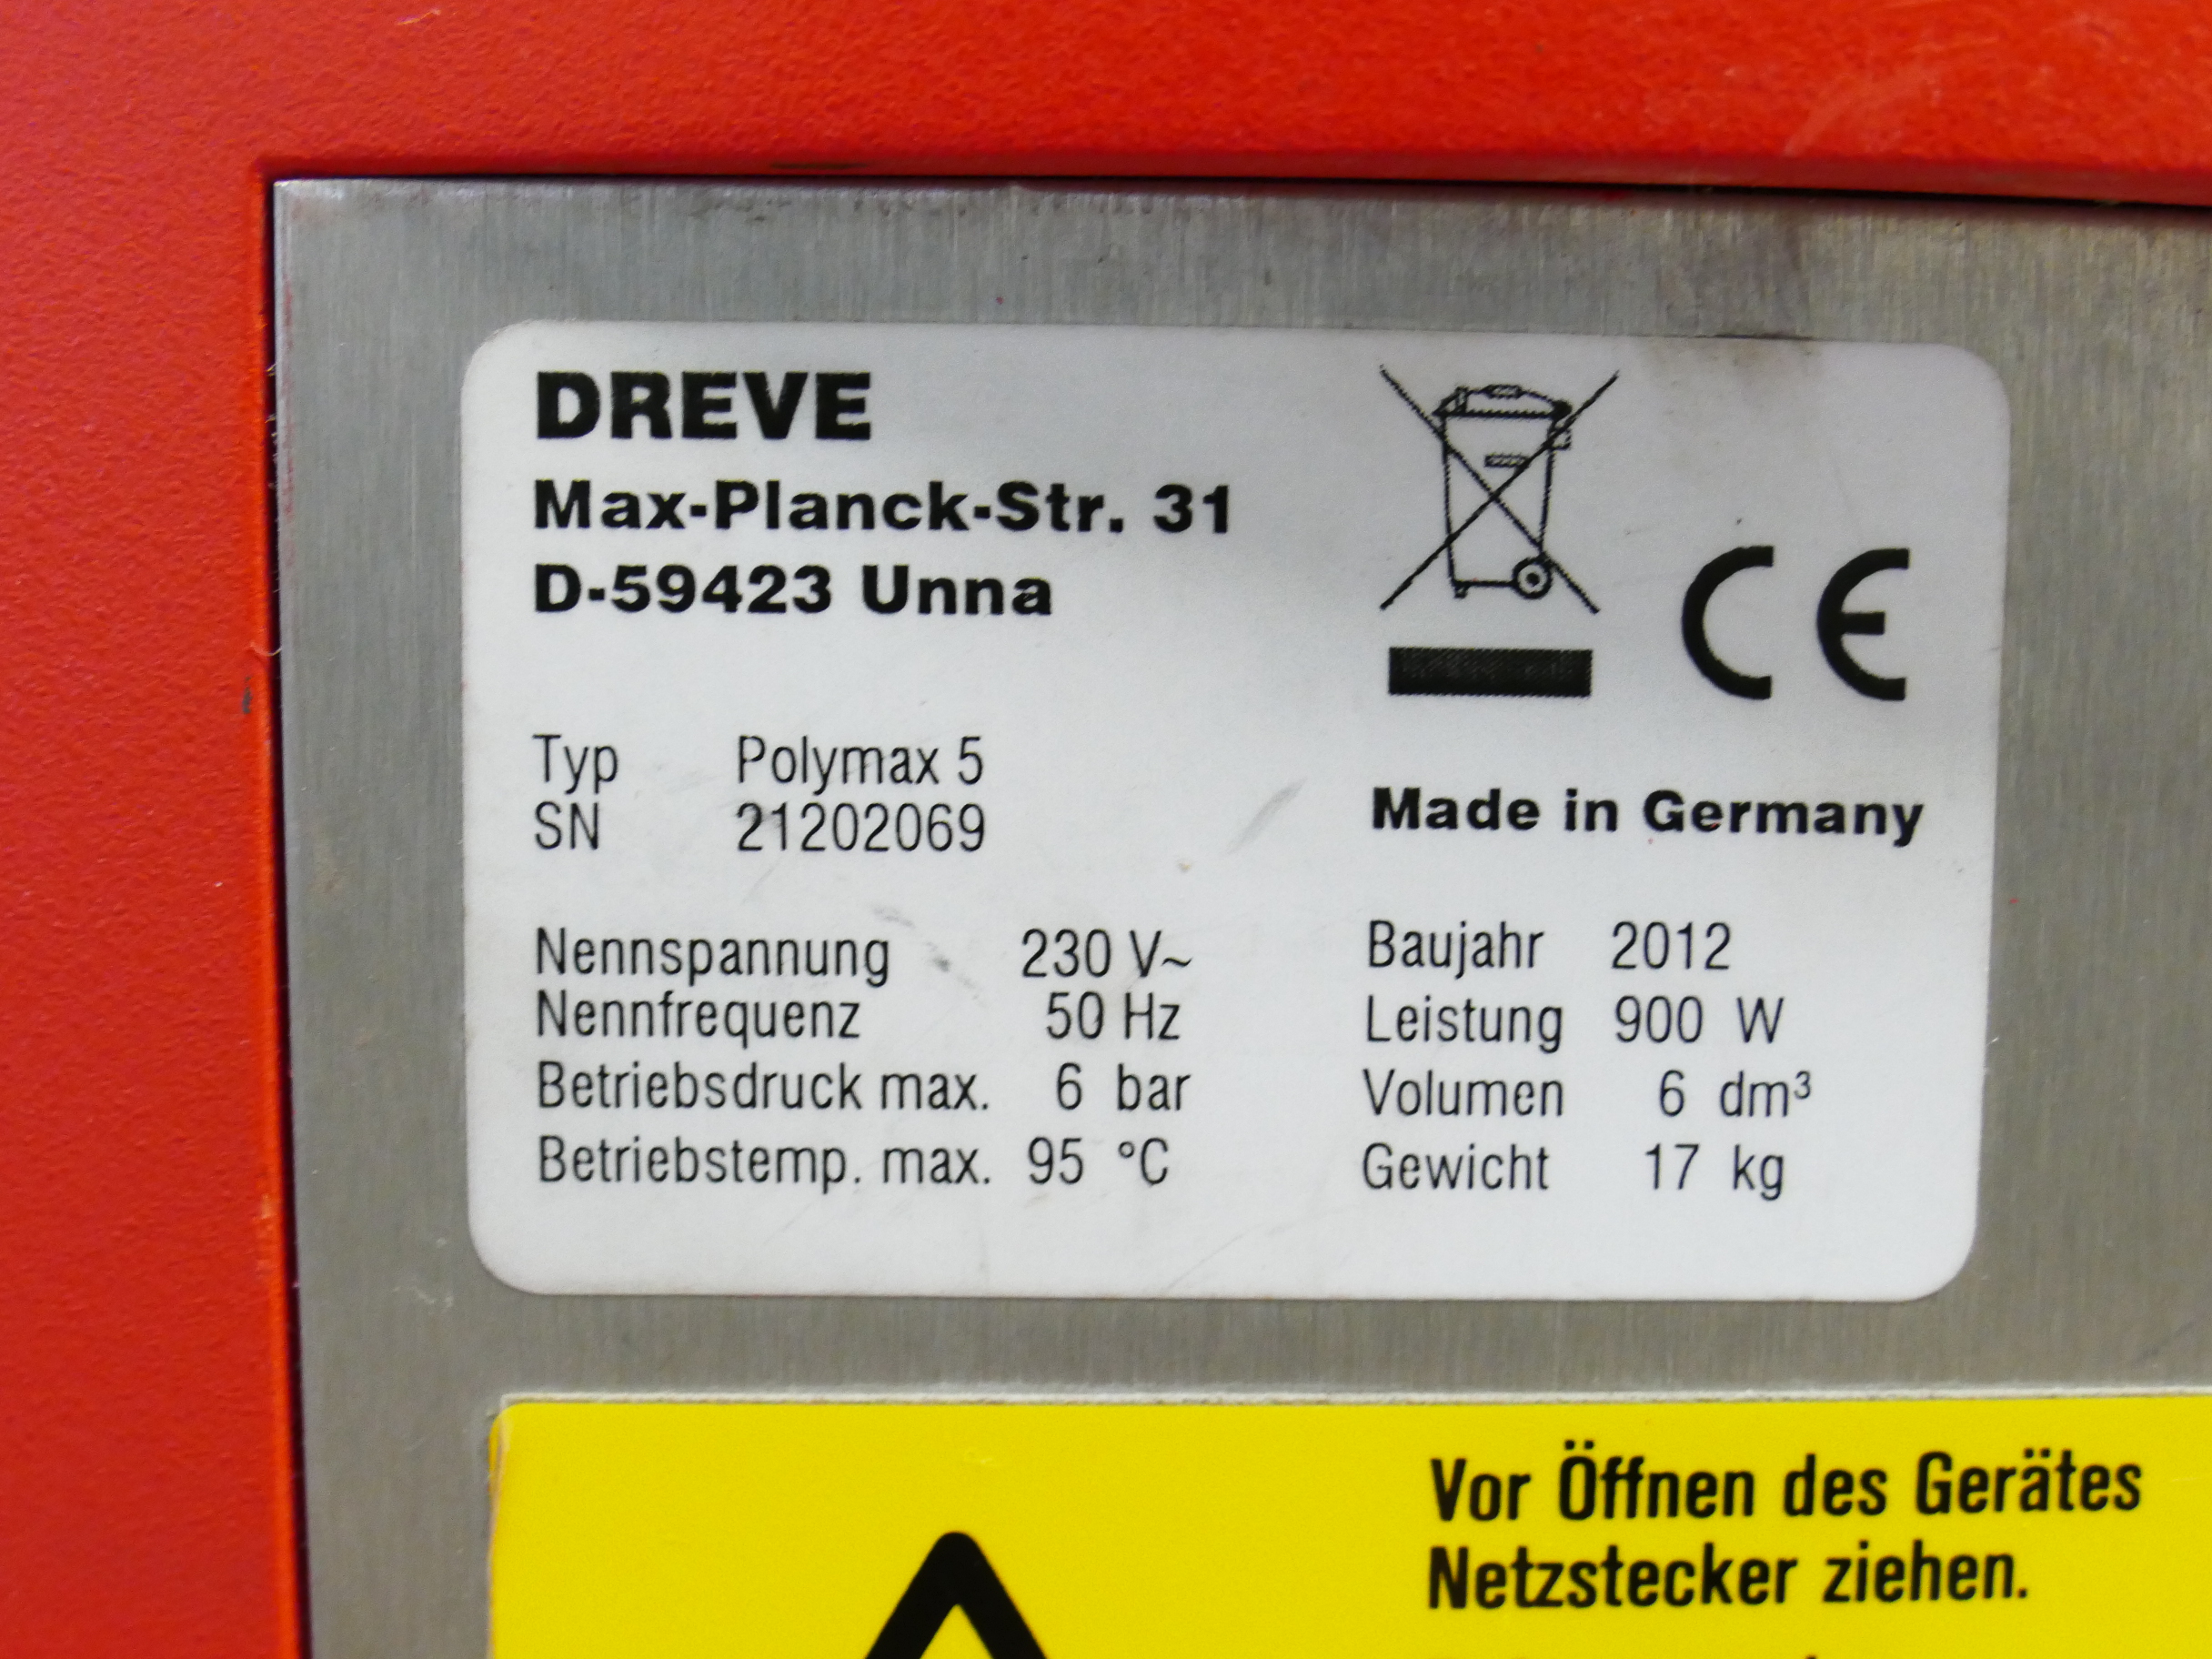 DREVE
Max-Planck-Str. 31
D-59423 Unna
CE
Typ Polymax 5
SN 21202069
Made in Germany
Nennspannung 230 V~
Nennfrequenz 50 Hz
Betriebsdruck max. 6 bar
Betriebstemp. max. 95 °C
Baujahr 2012
Leistung 900 W
Volumen 6 dm³
Gewicht 17 kg
Vor Öffnen des Gerätes
Netzstecker ziehen.